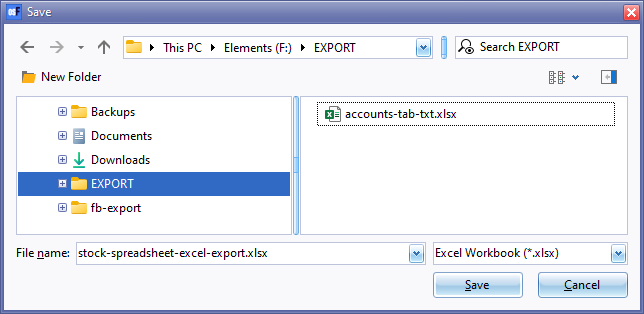 Save
This PC Elements (F:) EXPORT
Search EXPORT
New Folder
Backups
Documents
Downloads
EXPORT
fb-export
accounts-tab-txt.xlsx
File name: stock-spreadsheet-excel-export.xlsx Excel Workbook (*.xlsx)
Save Cancel